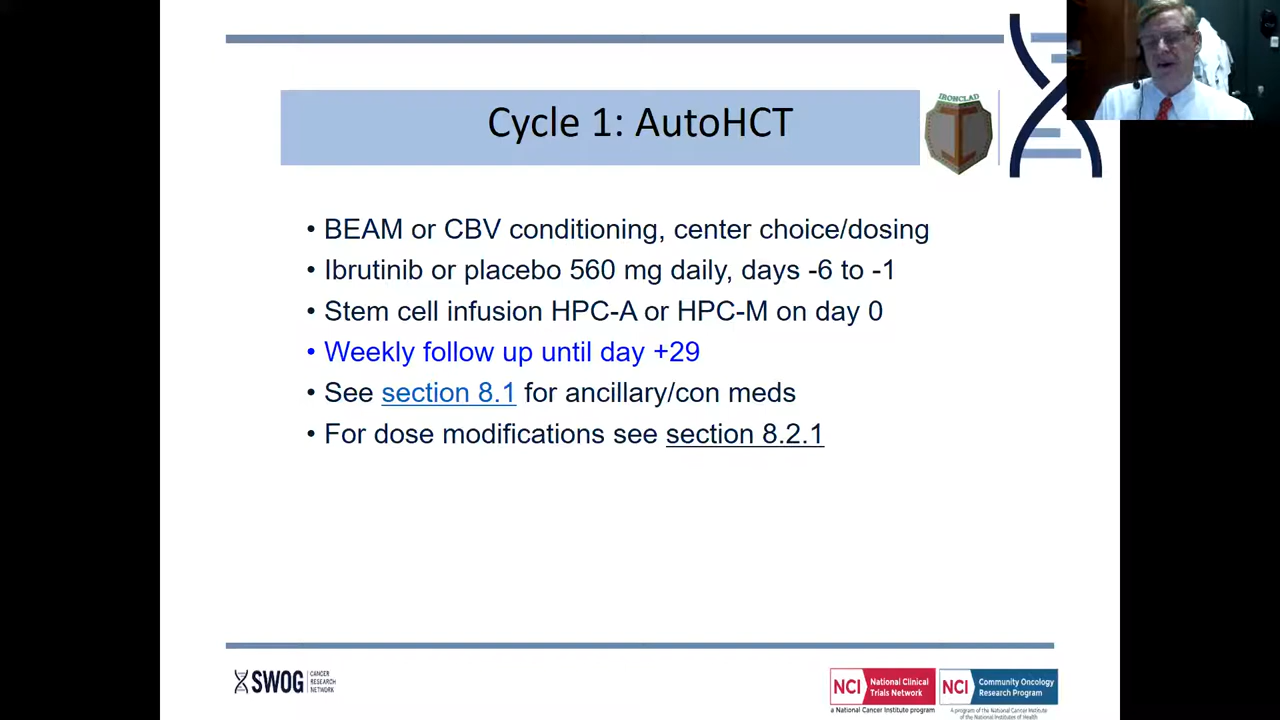 Cycle 1: AutoHCT
IRONCLAD
• BEAM or CBV conditioning, center choice/dosing
• Ibrutinib or placebo 560 mg daily, days -6 to -1
• Stem cell infusion HPC-A or HPC-M on day 0
• Weekly follow up until day +29
• See section 8.1 for ancillary/con meds
• For dose modifications see section 8.2.1
SWOG
CANCER
RESEARCH
NETWORK
NCI
National Clinical
Trials Network
a National Cancer Institute program
NCI
Community Oncology
Research Program
A program of the National Cancer Institute
of the National Institutes of Health